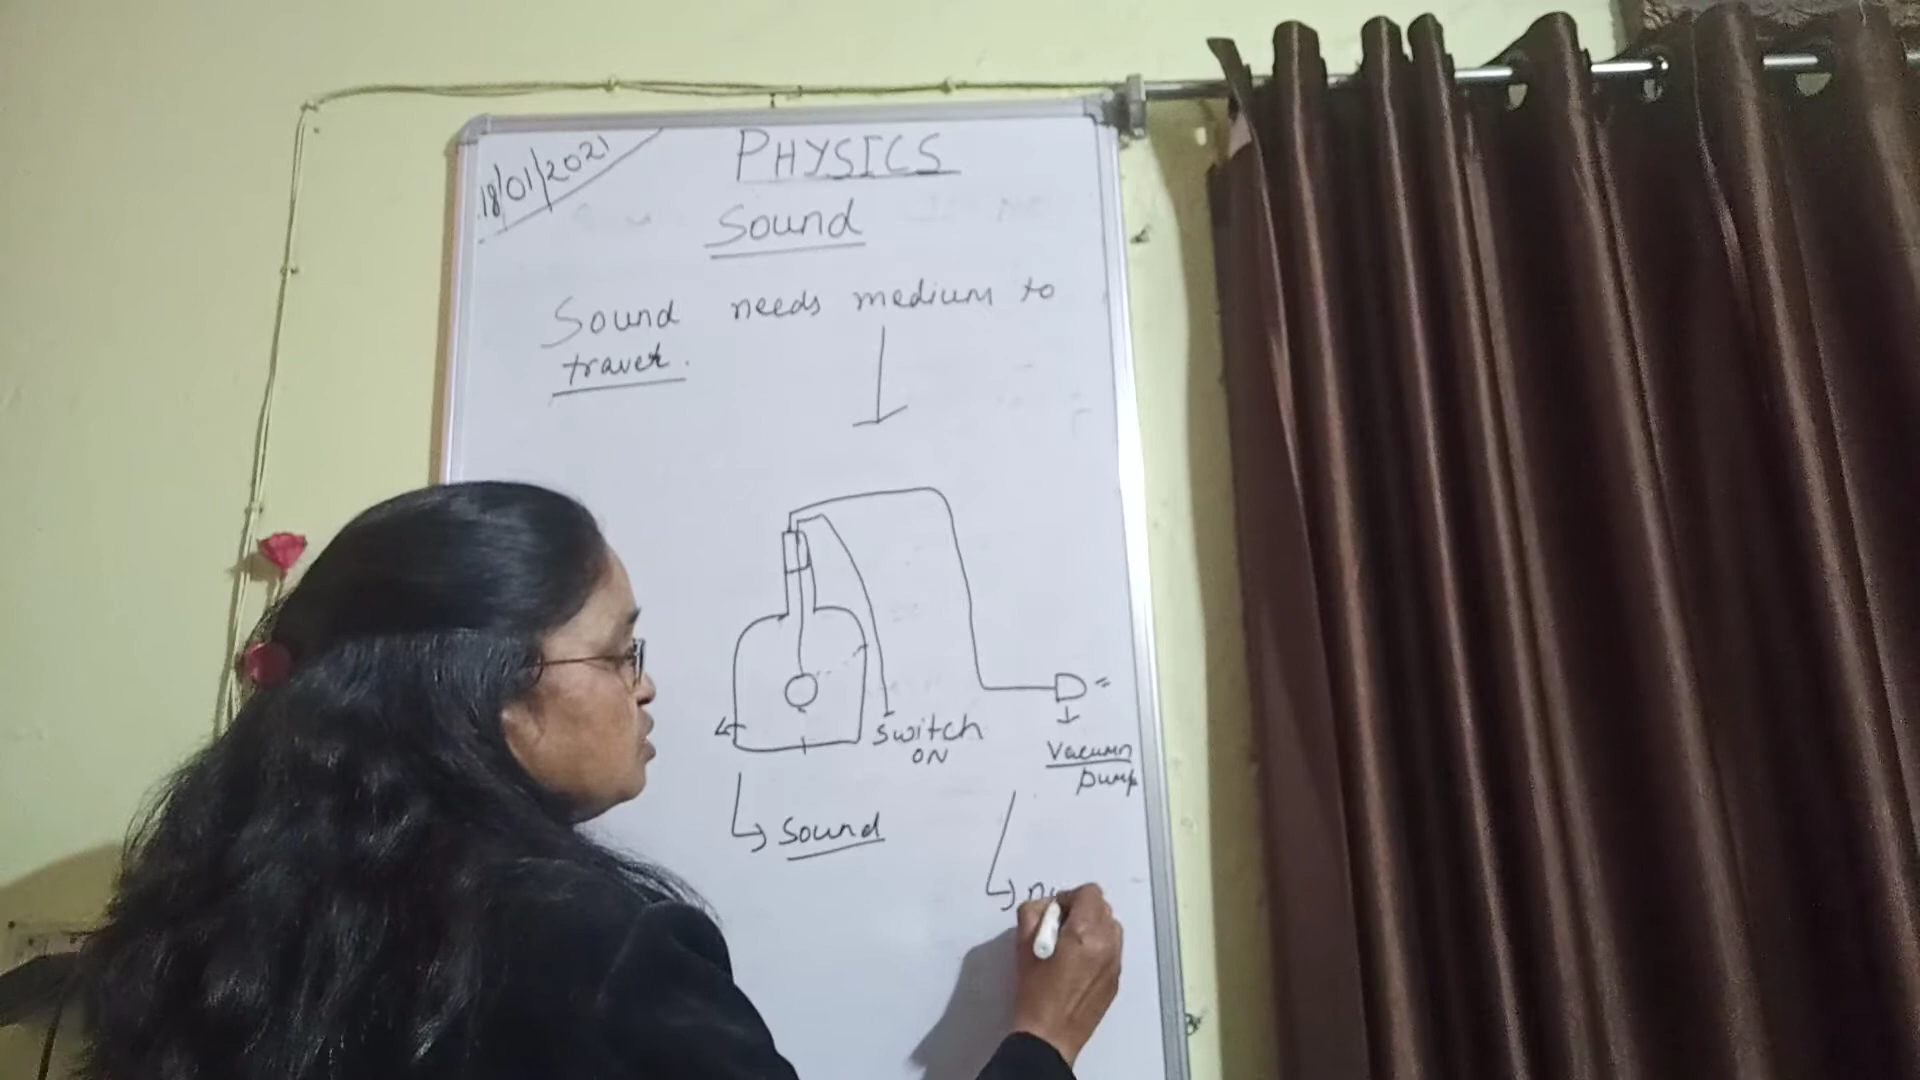 18/01/2021
PHYSICS
Sound
Sound needs medium to
travel.
Switch
ON
Vacuum
Pump
Sound